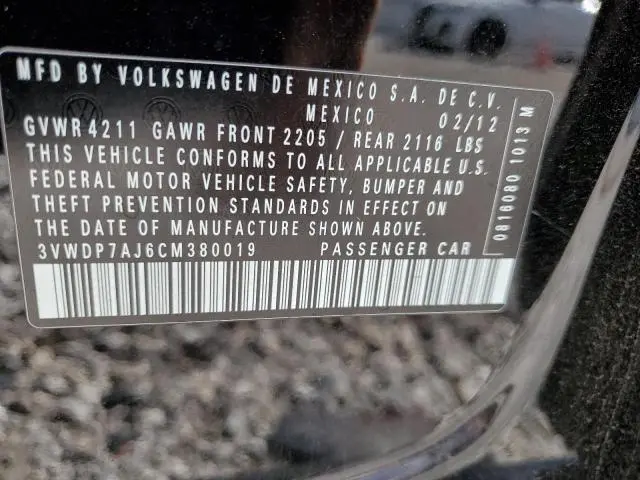 MFD BY VOLKSWAGEN DE MEXICO S.A. DE C.V.
MEXICO 02/12
GVWR 4211 GAWR FRONT 2205 / REAR 2116 LBS
THIS VEHICLE CONFORMS TO ALL APPLICABLE U.S.
FEDERAL MOTOR VEHICLE SAFETY, BUMPER AND
THEFT PREVENTION STANDARDS IN EFFECT ON
THE DATE OF MANUFACTURE SHOWN ABOVE.
3VWDP7AJ6CM380019 PASSENGER CAR
0816080 1013 M